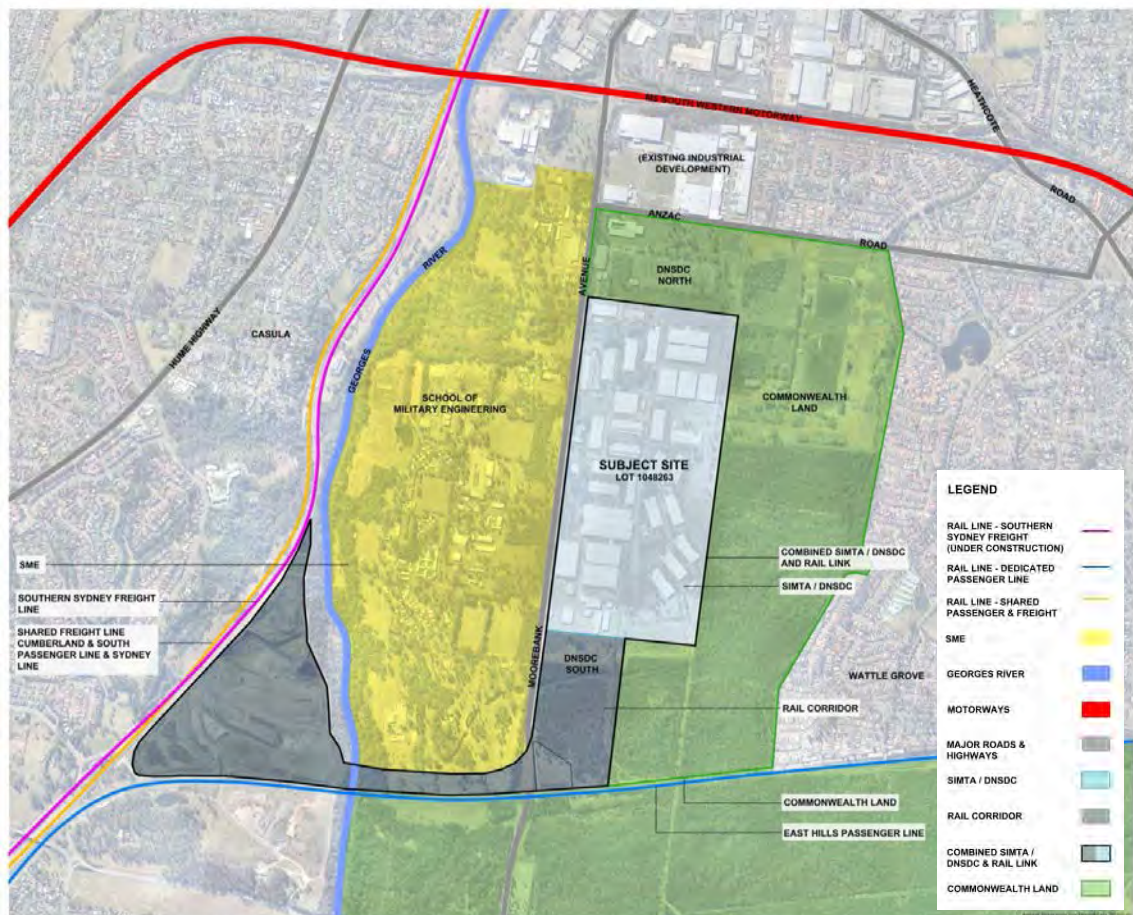 M5 SOUTH WESTERN MOTORWAY
HEATHCOTE
ROAD
(EXISTING INDUSTRIAL
DEVELOPMENT)
ANZAC
ROAD
RIVER
AVENUE
DNSDC
NORTH
HUME HIGHWAY
CASULA
GEORGES
SCHOOL OF
MILITARY ENGINEERING
COMMONWEALTH
LAND
SUBJECT SITE
LOT 1048263
COMBINED SIMTA / DNSDC
AND RAIL LINK
SIMTA / DNSDC
SME
SOUTHERN SYDNEY FREIGHT
LINE
SHARED FREIGHT LINE
CUMBERLAND & SOUTH
PASSENGER LINE & SYDNEY
LINE
MOOREBANK
DNSDC
SOUTH
WATTLE GROVE
RAIL CORRIDOR
COMMONWEALTH LAND
EAST HILLS PASSENGER LINE
LEGEND
RAIL LINE - SOUTHERN
SYDNEY FREIGHT
(UNDER CONSTRUCTION)
RAIL LINE - DEDICATED
PASSENGER LINE
RAIL LINE - SHARED
PASSENGER & FREIGHT
SME
GEORGES RIVER
MOTORWAYS
MAJOR ROADS &
HIGHWAYS
SIMTA / DNSDC
RAIL CORRIDOR
COMBINED SIMTA /
DNSDC & RAIL LINK
COMMONWEALTH LAND